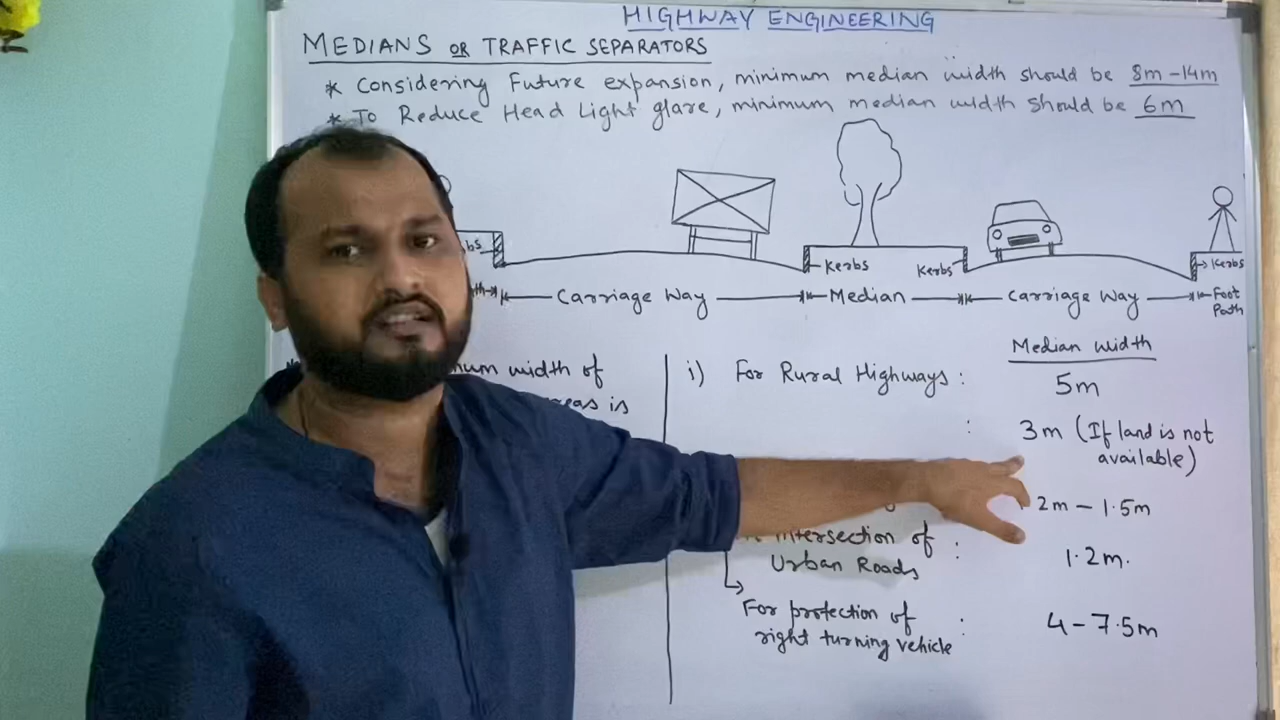 HIGHWAY ENGINEERING
MEDIANS OR TRAFFIC SEPARATORS
* Considering Future expansion, minimum median width should be 8m - 14m
* To Reduce Head Light glare, minimum median width should be 6m
Kerbs
Kerbs
Kerbs
Carriage Way
Median
Carriage Way
Foot
Path
width of
is
Median width
i) For Rural Highways : 5m
: 3m (If land is not
available)
2m - 1.5m
intersection of
Urban Roads : 1.2m.
For protection of
right turning vehicle : 4 - 7.5m